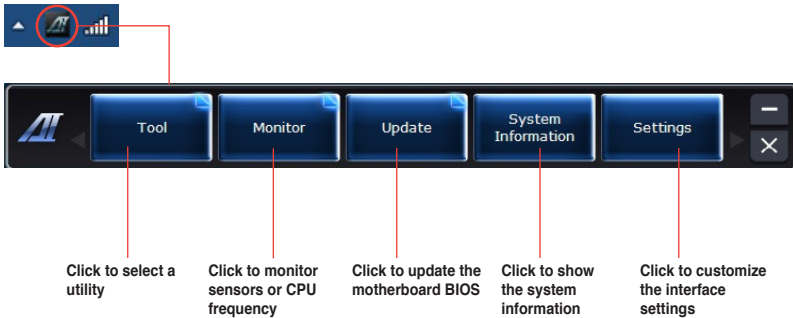 AI
Tool
Monitor
Update
System
Information
Settings
Click to select a
utility
Click to monitor
sensors or CPU
frequency
Click to update the
motherboard BIOS
Click to show
the system
information
Click to customize
the interface
settings